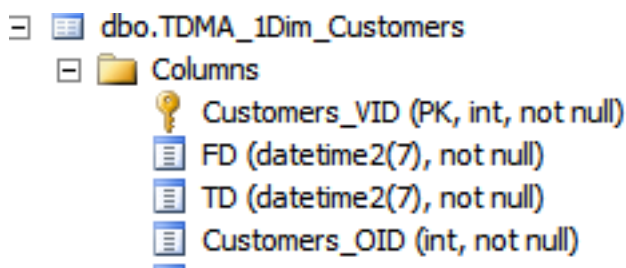 dbo.TDMA_1Dim_Customers
Columns
Customers_VID (PK, int, not null)
FD (datetime2(7), not null)
TD (datetime2(7), not null)
Customers_OID (int, not null)